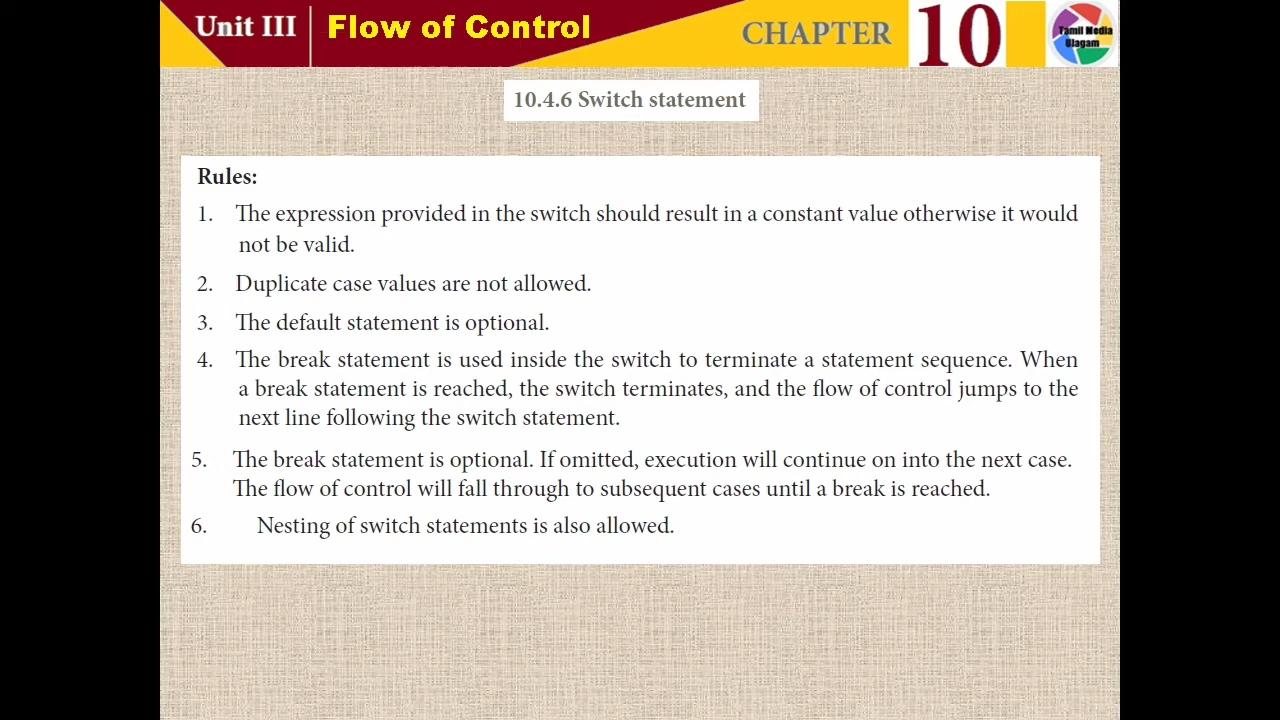 Unit III
Flow of Control
CHAPTER
10
Tamil Media
Ulagam
10.4.6 Switch statement
Rules:
1. The expression provided in the switch should result in a constant value otherwise it would
not be valid.
2. Duplicate case values are not allowed.
3. The default statement is optional.
4. The break statement is used inside the switch to terminate a statement sequence. When
a break statement is reached, the switch terminates, and the flow of control jumps to the
next line following the switch statement.
5. The break statement is optional. If omitted, execution will continue on into the next case.
The flow of control will fall through to subsequent cases until a break is reached.
6. Nesting of switch statements is also allowed.